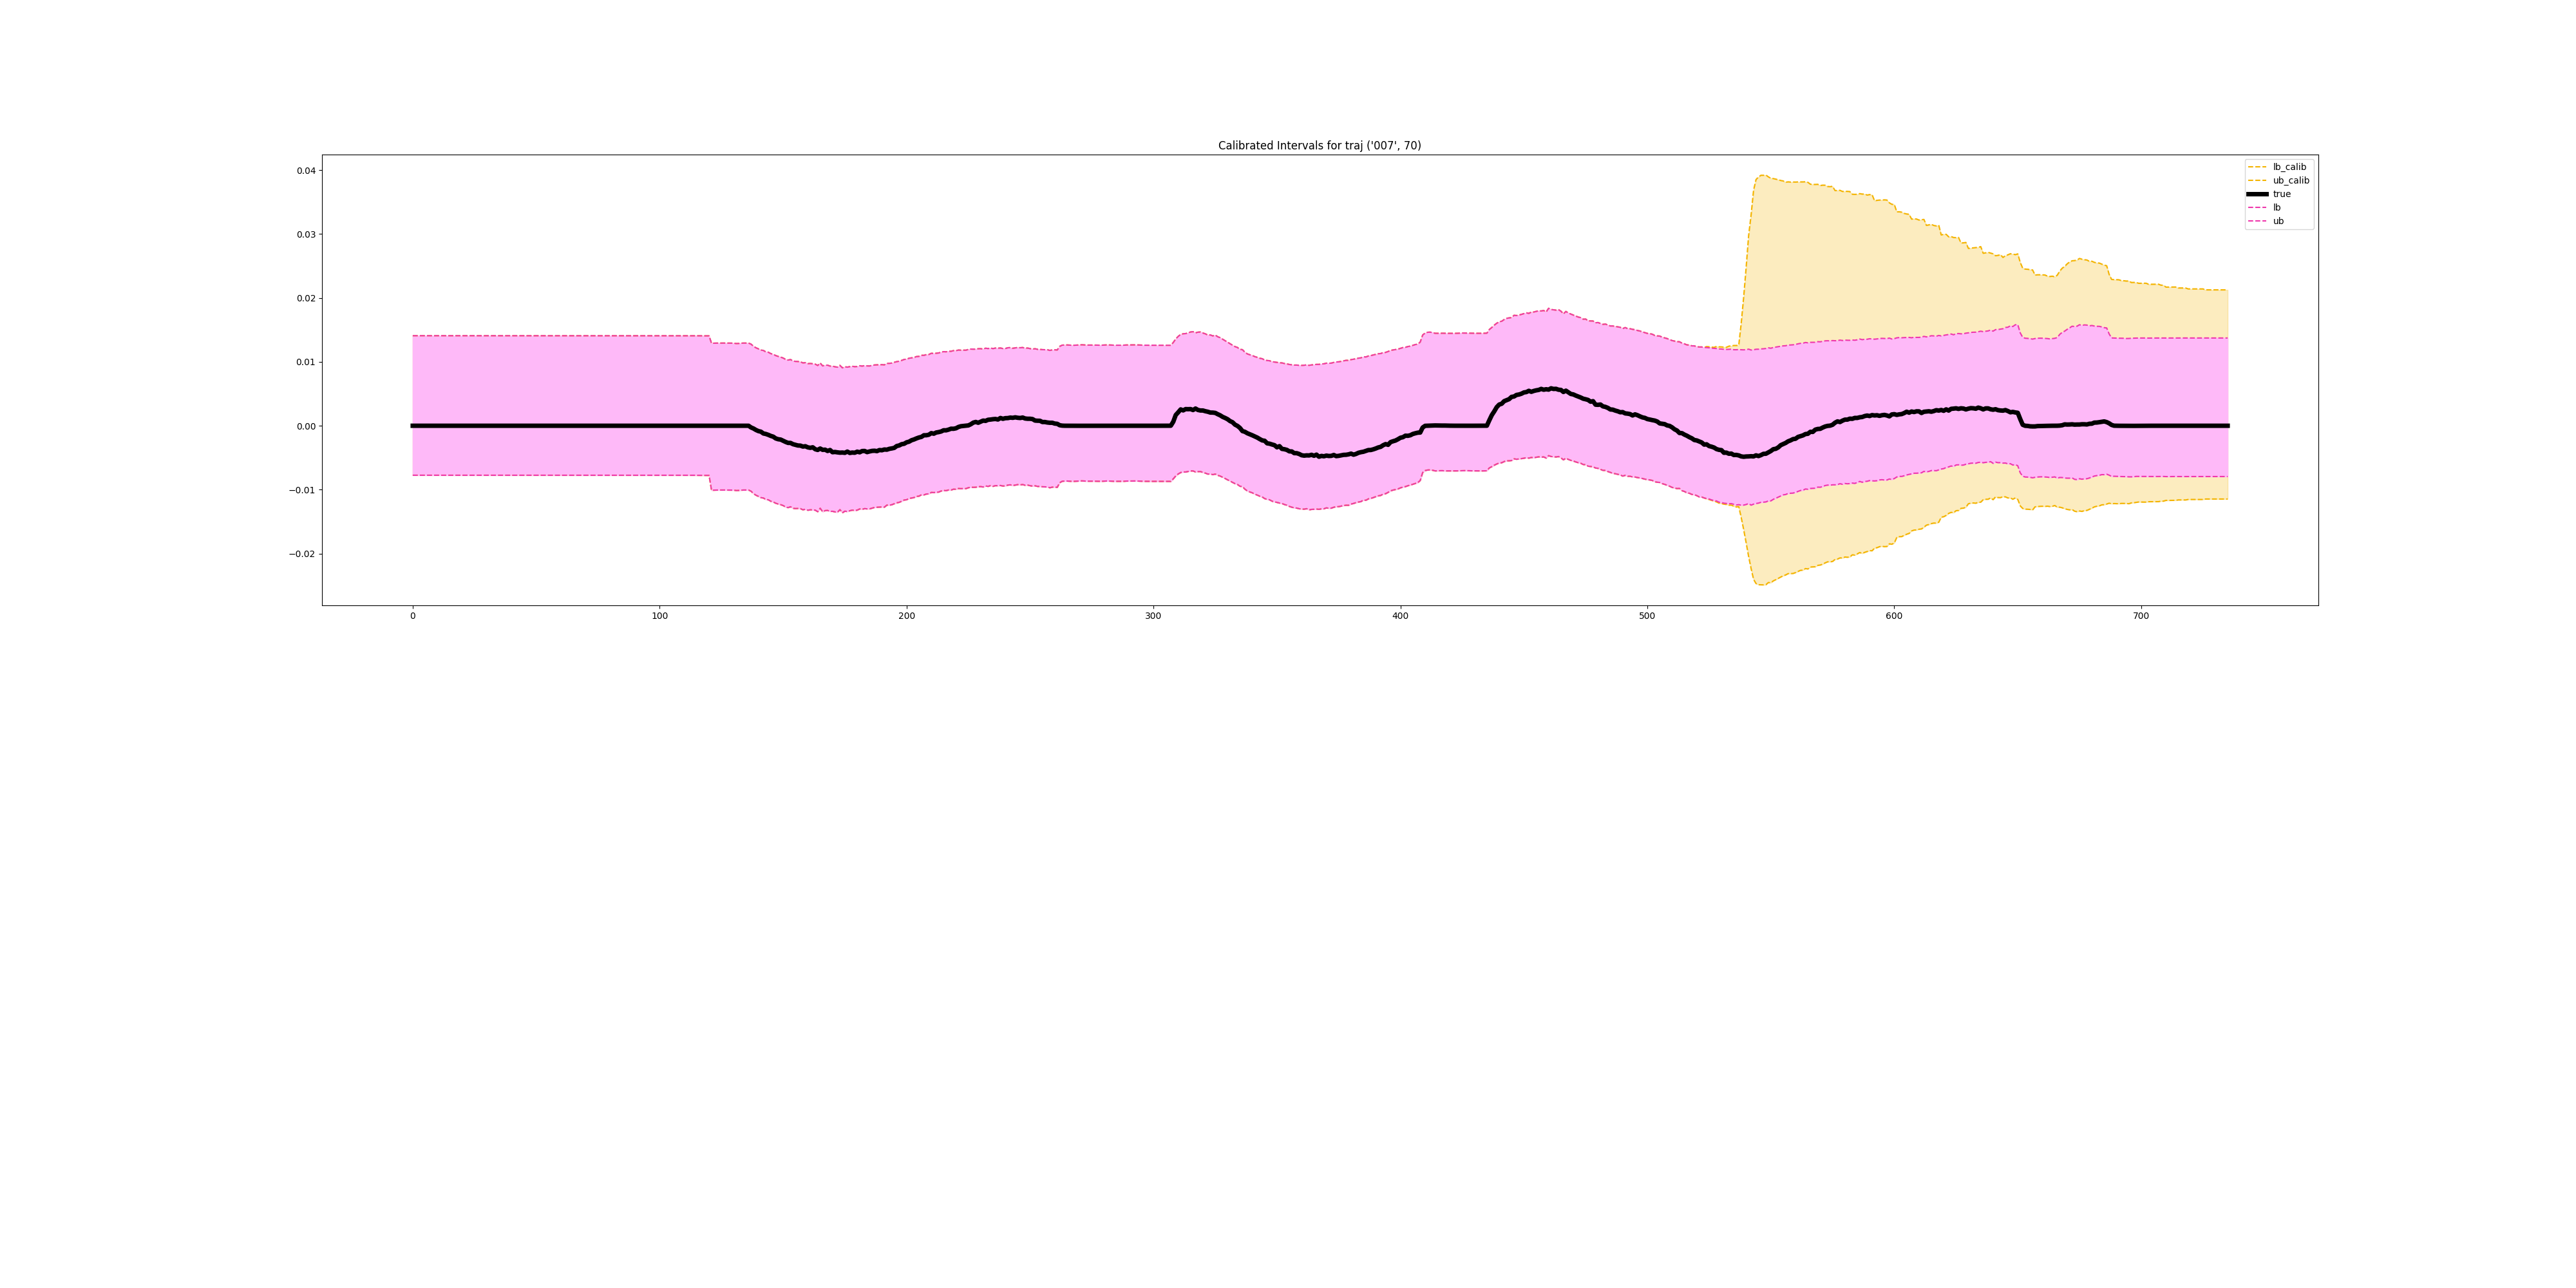 Calibrated Intervals for traj ('007', 70)
0.04
0.03
0.02
0.01
0.00
−0.01
−0.02
lb_calib
ub_calib
true
lb
ub
0 100 200 300 400 500 600 700